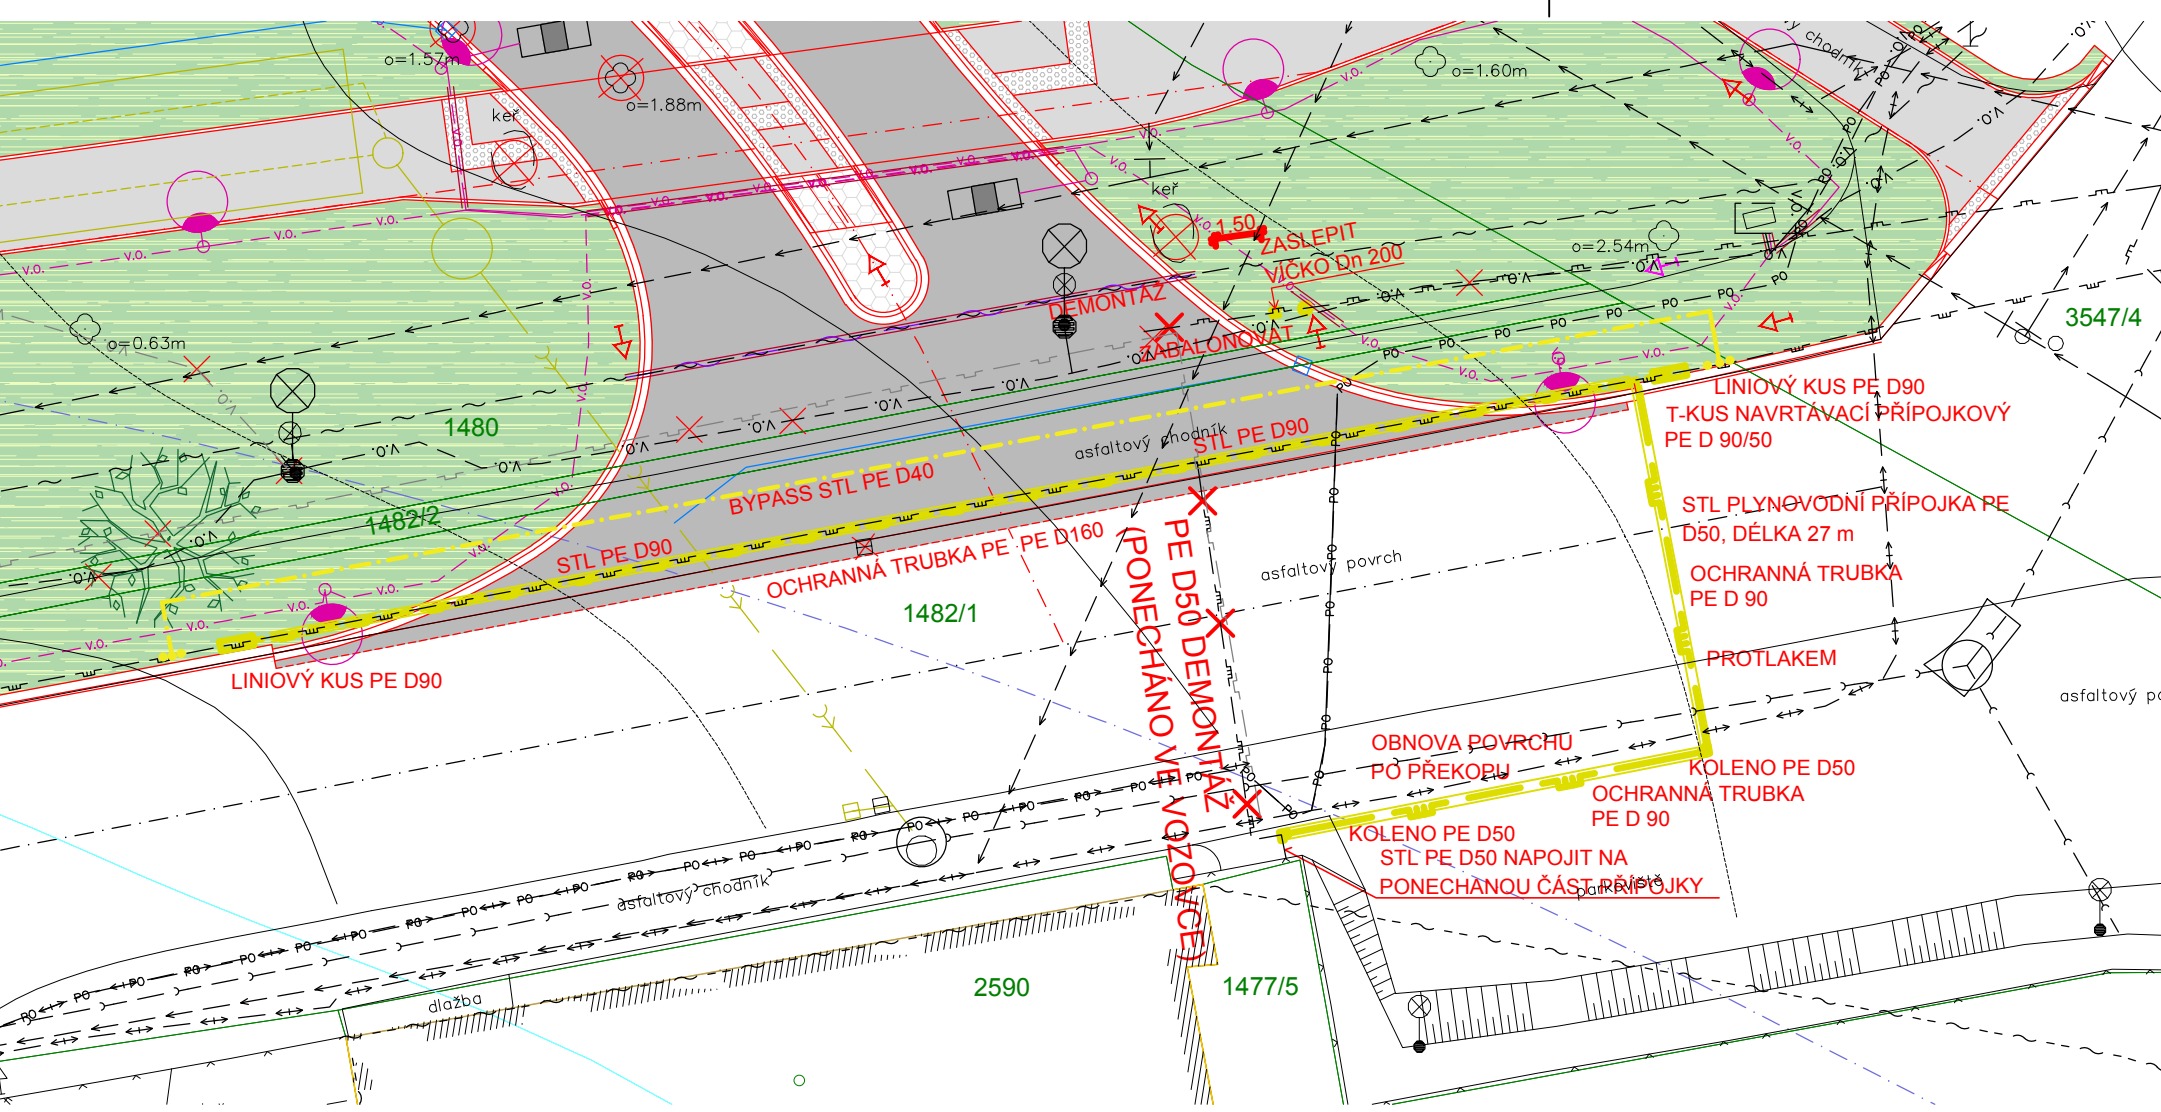 o=1.57m
o=1.88m
keř
o=1.60m
chodník
keř
1.50
ZASLEPIT
VÍČKO Dn 200
o=2.54m
DEMONTÁŽ
ZABALONOVAT
3547/4
o=0.63m
1480
LINIOVÝ KUS PE D90
T-KUS NAVRTÁVACÍ PŘÍPOJKOVÝ
PE D 90/50
asfaltový chodník
STL PE D90
BYPASS STL PE D40
1482/2
STL PE D90
OCHRANNÁ TRUBKA PE PE D160
STL PLYNOVODNÍ PŘÍPOJKA PE
D50, DÉLKA 27 m
asfaltový povrch
OCHRANNÁ TRUBKA
PE D 90
1482/1
PE D50 DEMONTÁŽ
(PONECHÁNO VE VOZOVCE)
PROTLAKEM
LINIOVÝ KUS PE D90
asfaltový po
OBNOVA POVRCHU
PO PŘEKOPU
KOLENO PE D50
OCHRANNÁ TRUBKA
PE D 90
KOLENO PE D50
STL PE D50 NAPOJIT NA
PONECHANOU ČÁST PŘÍPOJKY
parkoviště
asfaltový chodník
dlažba
2590
1477/5
v.o.
V.O.
PO